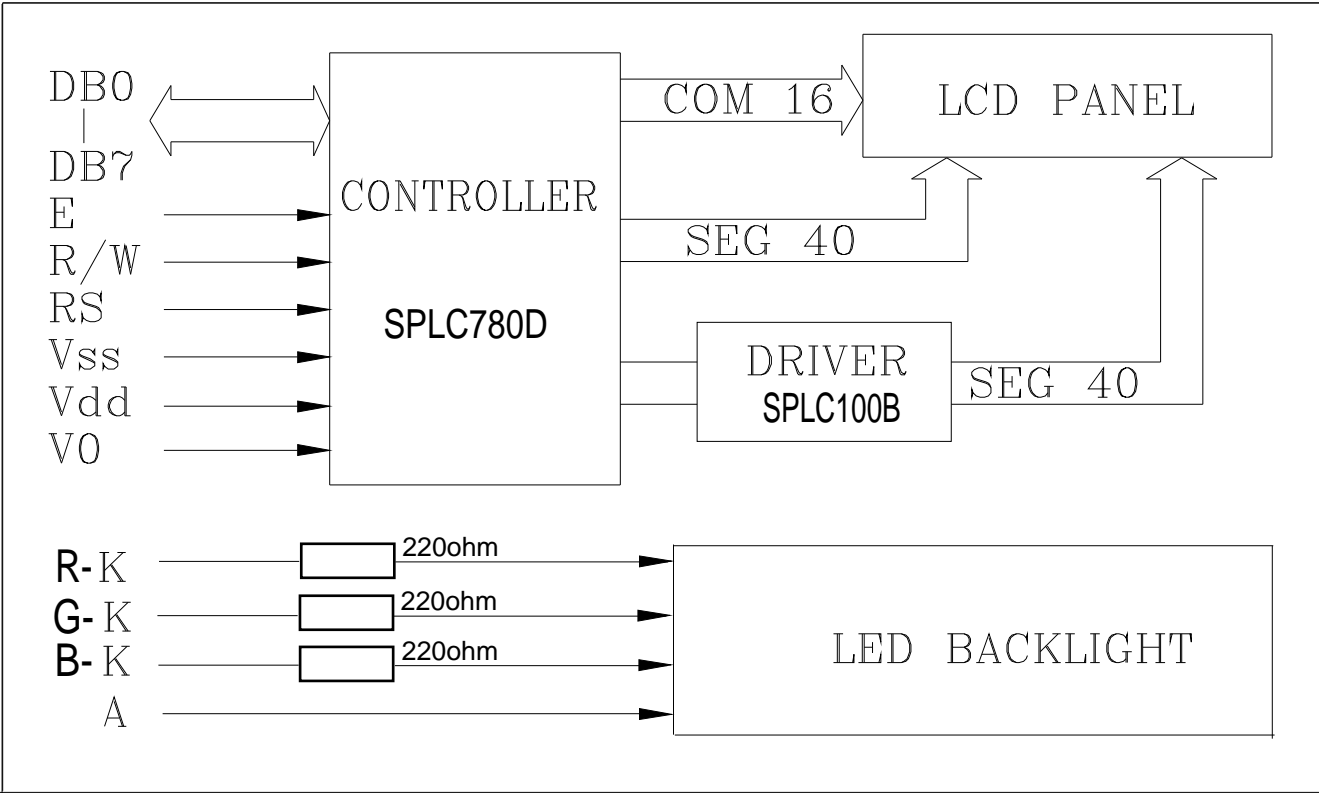 DB0
DB7
E
R/W
RS
Vss
Vdd
V0
CONTROLLER
SPLC780D
COM 16
SEG 40
LCD PANEL
DRIVER
SPLC100B
SEG 40
R-K
220ohm
G-K
220ohm
B-K
220ohm
A
LED BACKLIGHT